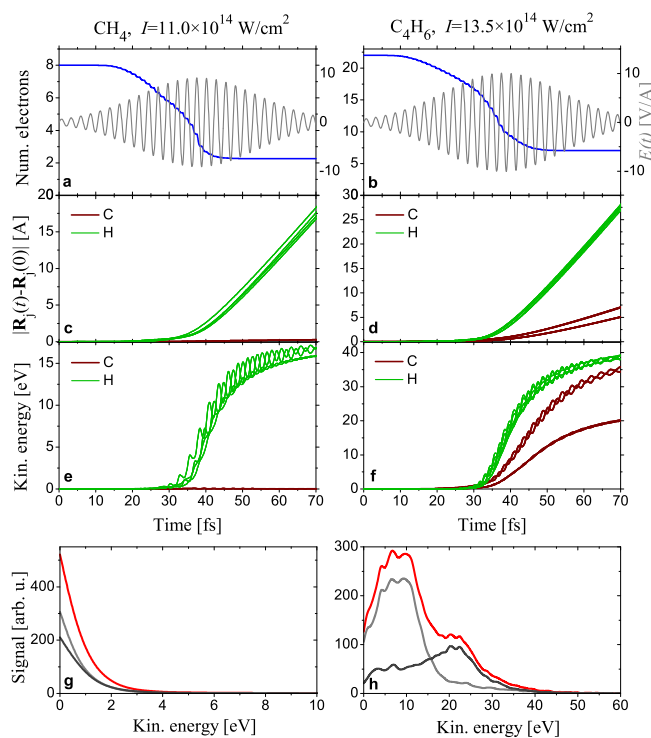 CH4, I=11.0×10^14 W/cm^2
C4H6, I=13.5×10^14 W/cm^2
Num. electrons
8
6
4
2
a
10
0
-10
20
15
10
5
0
b
10
0
-10
E(t) [V/A]
|Rj(t)-Rj(0)| [A]
20
15
10
5
0
C
H
c
30
25
20
15
10
5
0
C
H
d
Kin. energy [eV]
15
10
5
0
C
H
e
0 10 20 30 40 50 60 70
Time [fs]
40
30
20
10
0
C
H
f
0 10 20 30 40 50 60 70
Time [fs]
Signal [arb. u.]
400
200
0
g
0 2 4 6 8 10
Kin. energy [eV]
300
200
100
0
h
0 10 20 30 40 50 60
Kin. energy [eV]